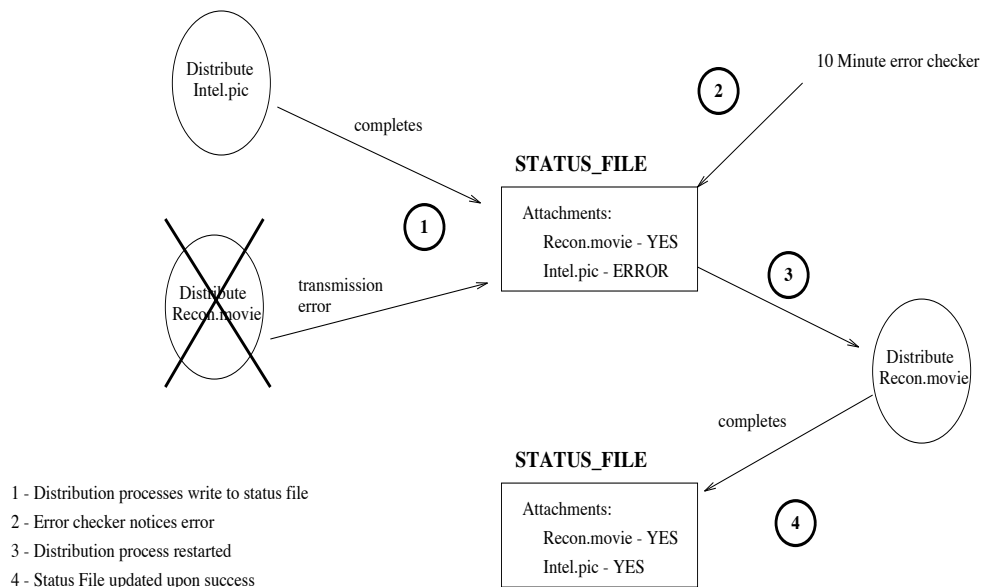 Distribute
Intel.pic
10 Minute error checker
2
completes
STATUS_FILE
1
Attachments:
Recon.movie - YES
Intel.pic - ERROR
3
transmission
error
Distribute
Recon.movie
Distribute
Recon.movie
completes
STATUS_FILE
Attachments:
Recon.movie - YES
Intel.pic - YES
4
1 - Distribution processes write to status file
2 - Error checker notices error
3 - Distribution process restarted
4 - Status File updated upon success